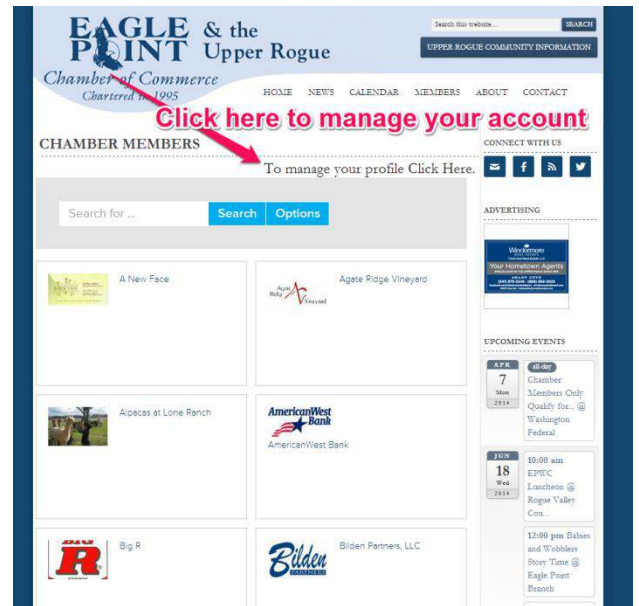 EAGLE & the
POINT Upper Rogue
Chamber of Commerce
Chartered in 1995
Search this website...
SEARCH
UPPER ROGUE COMMUNITY INFORMATION
HOME NEWS CALENDAR MEMBERS ABOUT CONTACT
Click here to manage your account
CHAMBER MEMBERS
To manage your profile Click Here.
Search for ...
Search
Options
A New Face
Agate
Ridge
Vineyard
Agate Ridge Vineyard
Alpacas at Lone Ranch
AmericanWest
Bank
AmericanWest Bank
BIG
R
Big R
Bilden
PARTNERS
Bilden Partners, LLC
CONNECT WITH US
ADVERTISING
Windermere
Your Hometown Agents
UPCOMING EVENTS
APR
7
Mon
2014
all-day
Chamber
Members Only
Qualify for... @
Washington
Federal
JUN
18
Wed
2014
10:00 am
EPWC
Luncheon @
Rogue Valley
Cou...
12:00 pm Babies
and Wobblers
Story Time @
Eagle Point
Branch